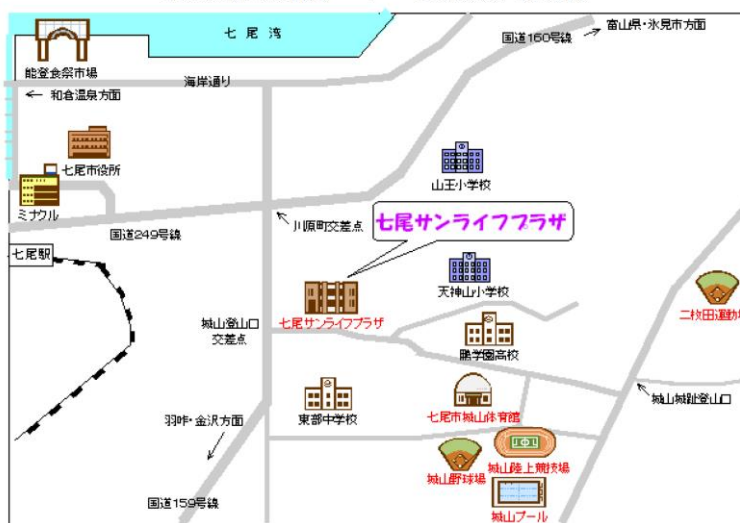 七尾湾
富山県・氷見市方面
国道160号線
能登食祭市場
海岸通り
和倉温泉方面
七尾市役所
山王小学校
ミナクル
川原町交差点
七尾サンライフプラザ
国道249号線
七尾駅
天神山小学校
城山登山口
交差点
七尾サンライフプラザ
二枚田運動場
鵬学園高校
羽咋・金沢方面
東部中学校
七尾市城山体育館
城山城趾登山口
城山野球場
城山陸上競技場
城山プール
国道159号線